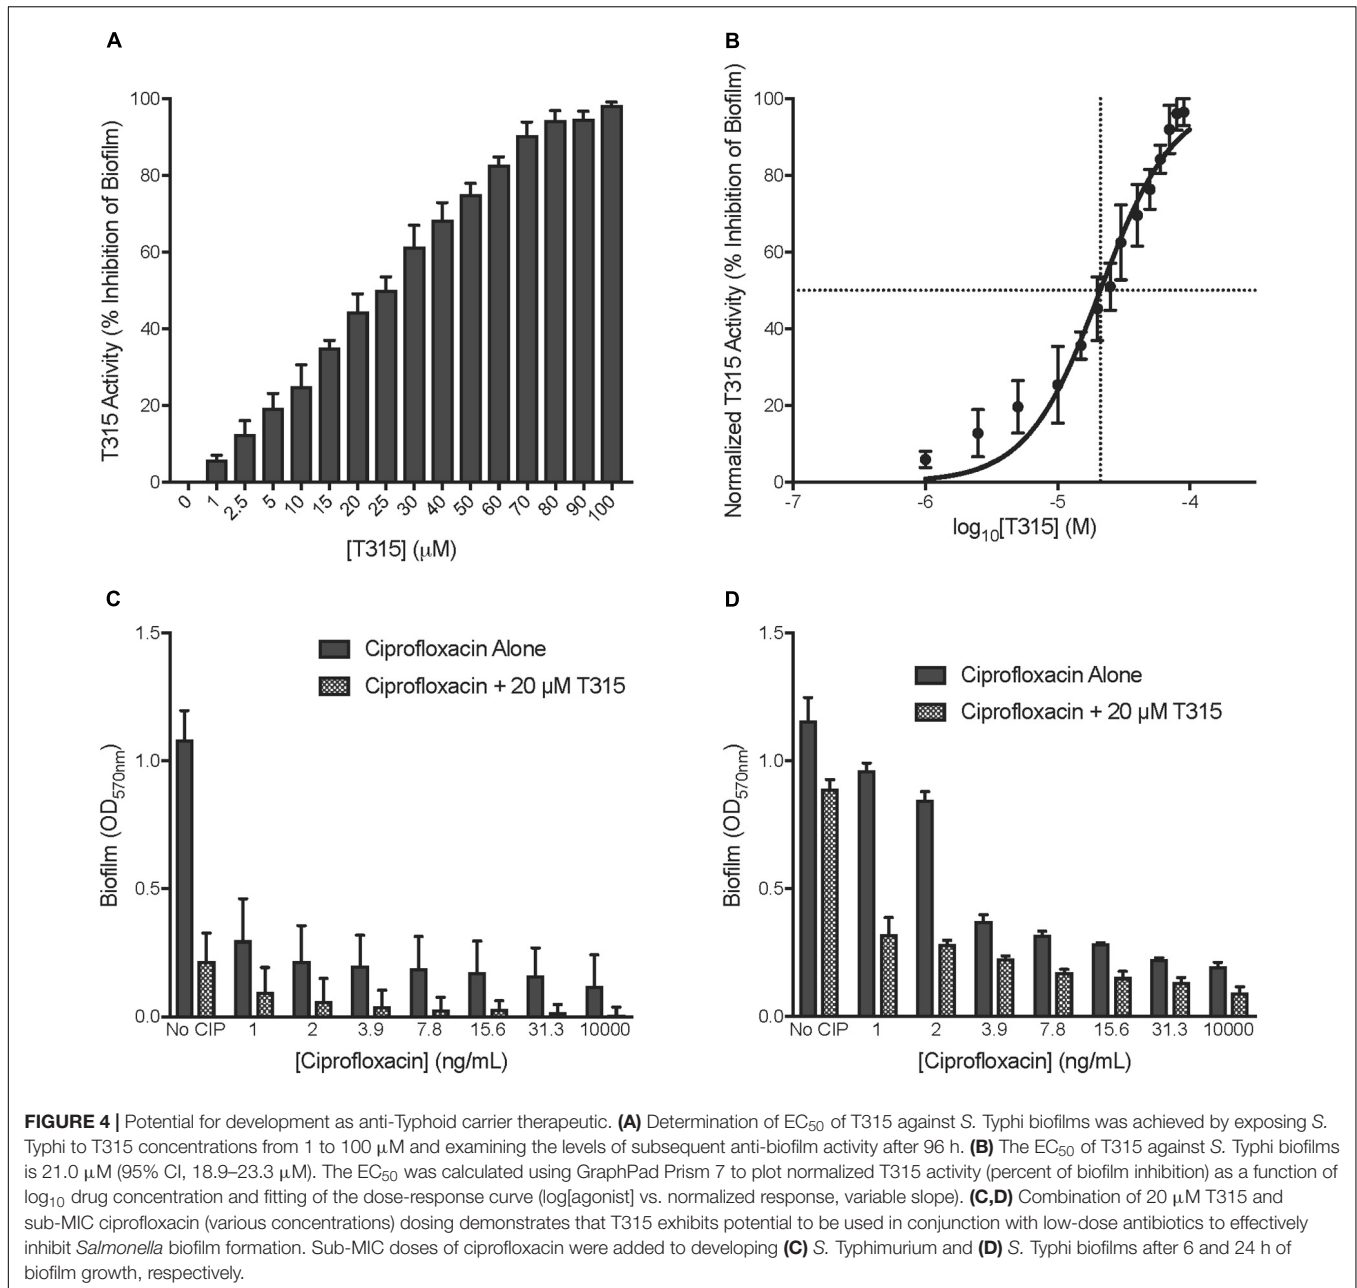 A
T315 Activity (% Inhibition of Biofilm)
100
80
60
40
20
0
0 1 2.5 5 10 15 20 25 30 40 50 60 70 80 90 100
[T315] (μM)
B
Normalized T315 Activity (% Inhibition of Biofilm)
100
80
60
40
20
0
-7 -6 -5 -4
log10[T315] (M)
C
Biofilm (OD570nm)
1.5
1.0
0.5
0.0
Ciprofloxacin Alone
Ciprofloxacin + 20 μM T315
No CIP 1 2 3.9 7.8 15.6 31.3 10000
[Ciprofloxacin] (ng/mL)
D
Biofilm (OD570nm)
1.5
1.0
0.5
0.0
Ciprofloxacin Alone
Ciprofloxacin + 20 μM T315
No CIP 1 2 3.9 7.8 15.6 31.3 10000
[Ciprofloxacin] (ng/mL)
FIGURE 4 | Potential for development as anti-Typhoid carrier therapeutic. (A) Determination of EC50 of T315 against S. Typhi biofilms was achieved by exposing S.
Typhi to T315 concentrations from 1 to 100 μM and examining the levels of subsequent anti-biofilm activity after 96 h. (B) The EC50 of T315 against S. Typhi biofilms
is 21.0 μM (95% CI, 18.9–23.3 μM). The EC50 was calculated using GraphPad Prism 7 to plot normalized T315 activity (percent of biofilm inhibition) as a function of
log10 drug concentration and fitting of the dose-response curve (log[agonist] vs. normalized response, variable slope). (C,D) Combination of 20 μM T315 and
sub-MIC ciprofloxacin (various concentrations) dosing demonstrates that T315 exhibits potential to be used in conjunction with low-dose antibiotics to effectively
inhibit Salmonella biofilm formation. Sub-MIC doses of ciprofloxacin were added to developing (C) S. Typhimurium and (D) S. Typhi biofilms after 6 and 24 h of
biofilm growth, respectively.